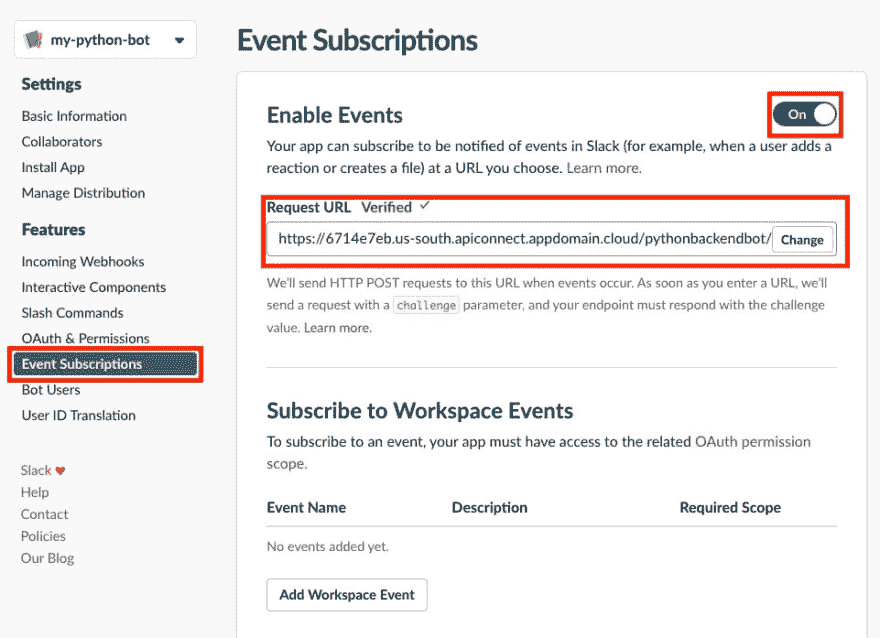 my-python-bot
Settings
Basic Information
Collaborators
Install App
Manage Distribution
Features
Incoming Webhooks
Interactive Components
Slash Commands
OAuth & Permissions
Event Subscriptions
Bot Users
User ID Translation
Slack
Help
Contact
Policies
Our Blog
Event Subscriptions
Enable Events
On
Your app can subscribe to be notified of events in Slack (for example, when a user adds a
reaction or creates a file) at a URL you choose. Learn more.
Request URL Verified
https://6714e7eb.us-south.apiconnect.appdomain.cloud/pythonbackendbot/ Change
We'll send HTTP POST requests to this URL when events occur. As soon as you enter a URL, we'll
send a request with a challenge parameter, and your endpoint must respond with the challenge
value. Learn more.
Subscribe to Workspace Events
To subscribe to an event, your app must have access to the related OAuth permission
scope.
Event Name Description Required Scope
No events added yet.
Add Workspace Event